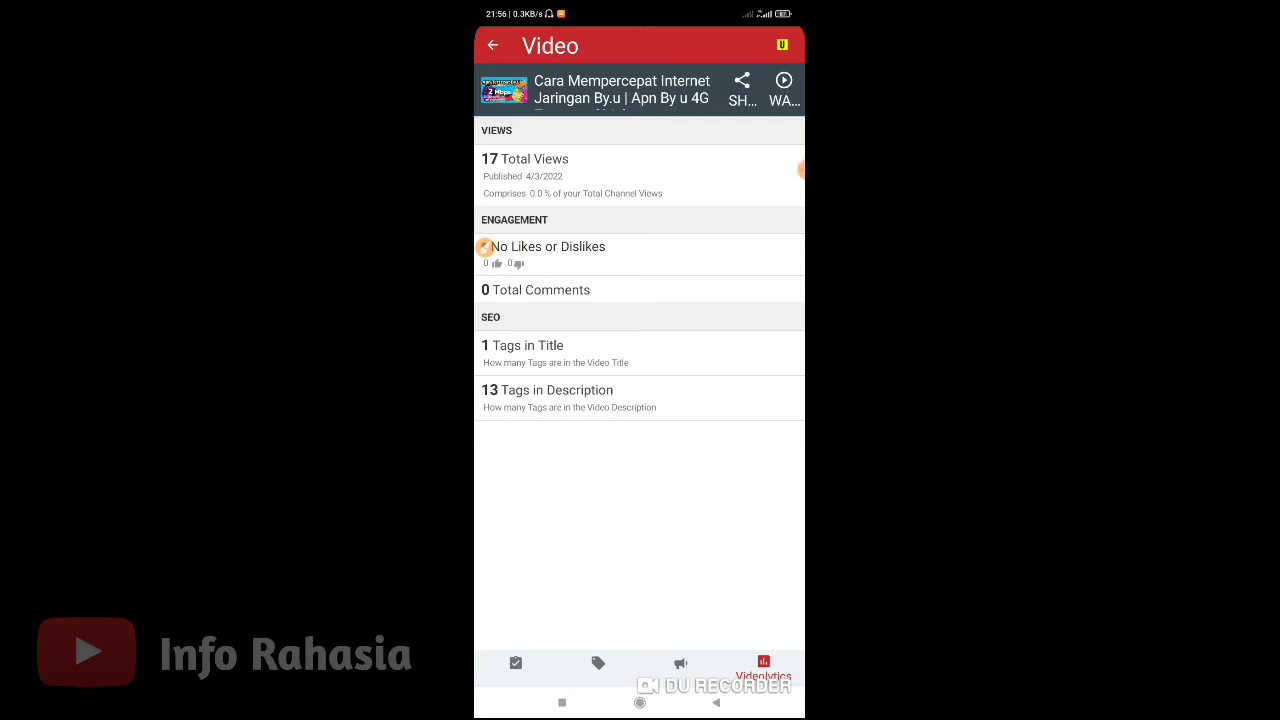 21:56 | 0.3KB/s
Video
U
Cara Mempercepat Internet
Jaringan By.u | Apn By u 4G
2 Mbps
SH...
WA...
VIEWS
17 Total Views
Published 4/3/2022
Comprises 0.0 % of your Total Channel Views
ENGAGEMENT
No Likes or Dislikes
0 0
0 Total Comments
SEO
1 Tags in Title
How many Tags are in the Video Title
13 Tags in Description
How many Tags are in the Video Description
Info Rahasia
Videolytics
DU RECORDER